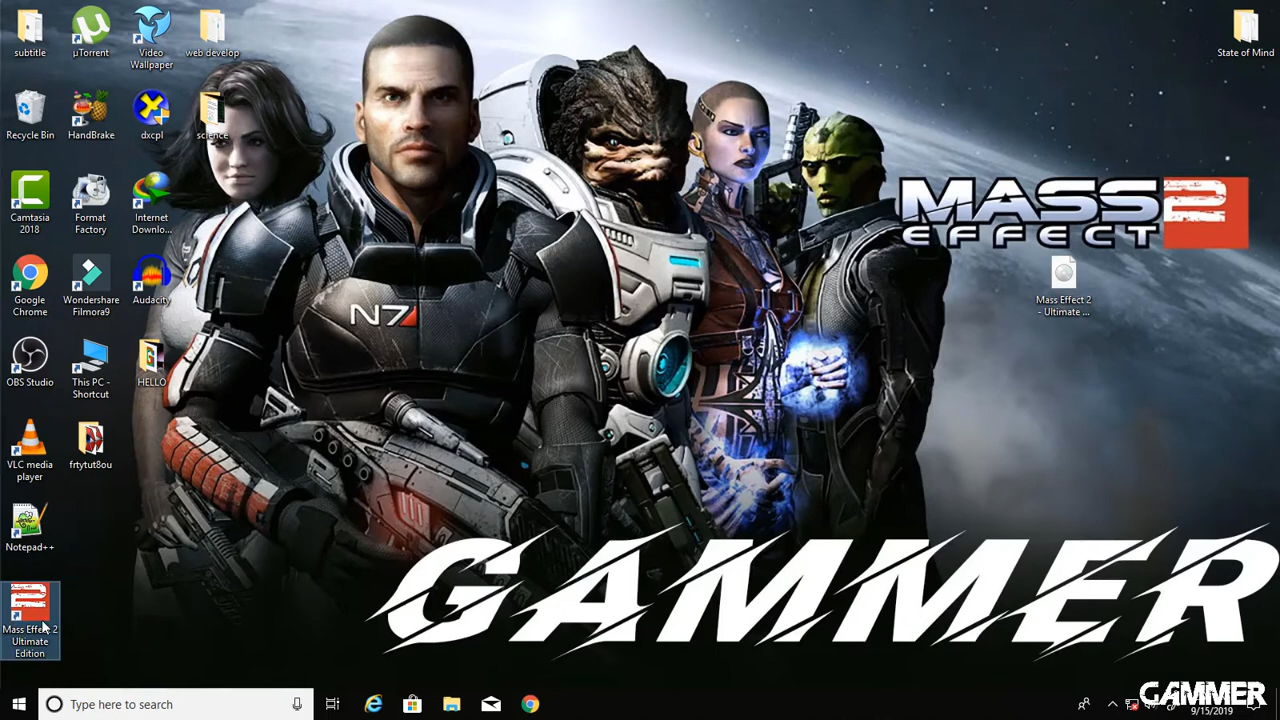 subtitle
µTorrent
Video
Wallpaper
web develop
State of Mind
Recycle Bin
HandBrake
dxcpl
science
Camtasia
2018
Format
Factory
Internet
Downlo...
MASS 2
EFFECT
Google
Chrome
Wondershare
Filmora9
Audacity
Mass Effect 2
- Ultimate ...
N7
OBS Studio
This PC -
Shortcut
HELLO
VLC media
player
frtytut8ou
Notepad++
GAMMER
2
Mass Effect 2
Ultimate
Edition
Type here to search
GAMMER
9/15/2019